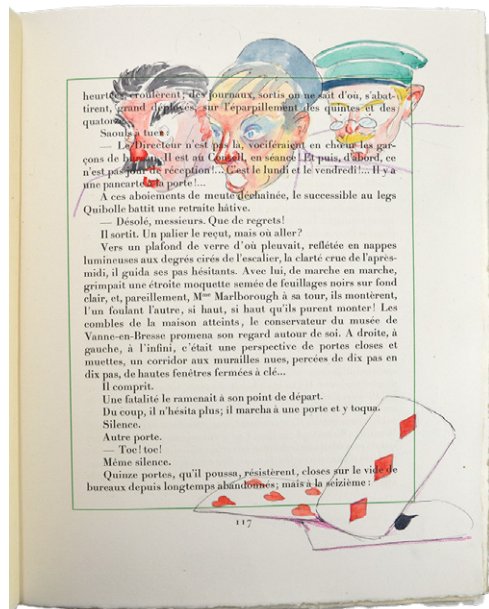 heurtées, croulèrent; des journaux, sortis on ne sait d'où, s'abat-
tirent, grand déployés, sur l'éparpillement des quintes et des
quatorze.
Saouls à tuer :
— Le Directeur n'est pas là, vociféraient en chœur les gar-
çons de bureau. Il est au Conseil, en séance! Et puis, d'abord, ce
n'est pas jour de réception!... C'est le lundi et le vendredi!... Il y a
une pancarte à la porte!...
A ces aboiements de meute déchaînée, le successible au legs
Quibolle battit une retraite hâtive.
— Désolé, messieurs. Que de regrets!
Il sortit. Un palier le reçut, mais où aller?
Vers un plafond de verre d'où pleuvait, reflétée en nappes
lumineuses aux degrés cirés de l'escalier, la clarté crue de l'après-
midi, il guida ses pas hésitants. Avec lui, de marche en marche,
grimpait une étroite moquette semée de feuillages noirs sur fond
clair, et, pareillement, Mme Marlborough à sa tour, ils montèrent,
l'un foulant l'autre, si haut, si haut qu'ils purent monter! Les
combles de la maison atteints, le conservateur du musée de
Vanne-en-Bresse promena son regard autour de soi. A droite, à
gauche, à l'infini, c'était une perspective de portes closes et
muettes, un corridor aux murailles nues, percées de dix pas en
dix pas, de hautes fenêtres fermées à clé...
Il comprit.
Une fatalité le ramenait à son point de départ.
Du coup, il n'hésita plus; il marcha à une porte et y toqua.
Silence.
Autre porte.
— Toc! toc!
Même silence.
Quinze portes, qu'il poussa, résistèrent, closes sur le vide de
bureaux depuis longtemps abandonnés; mais à la seizième :
117